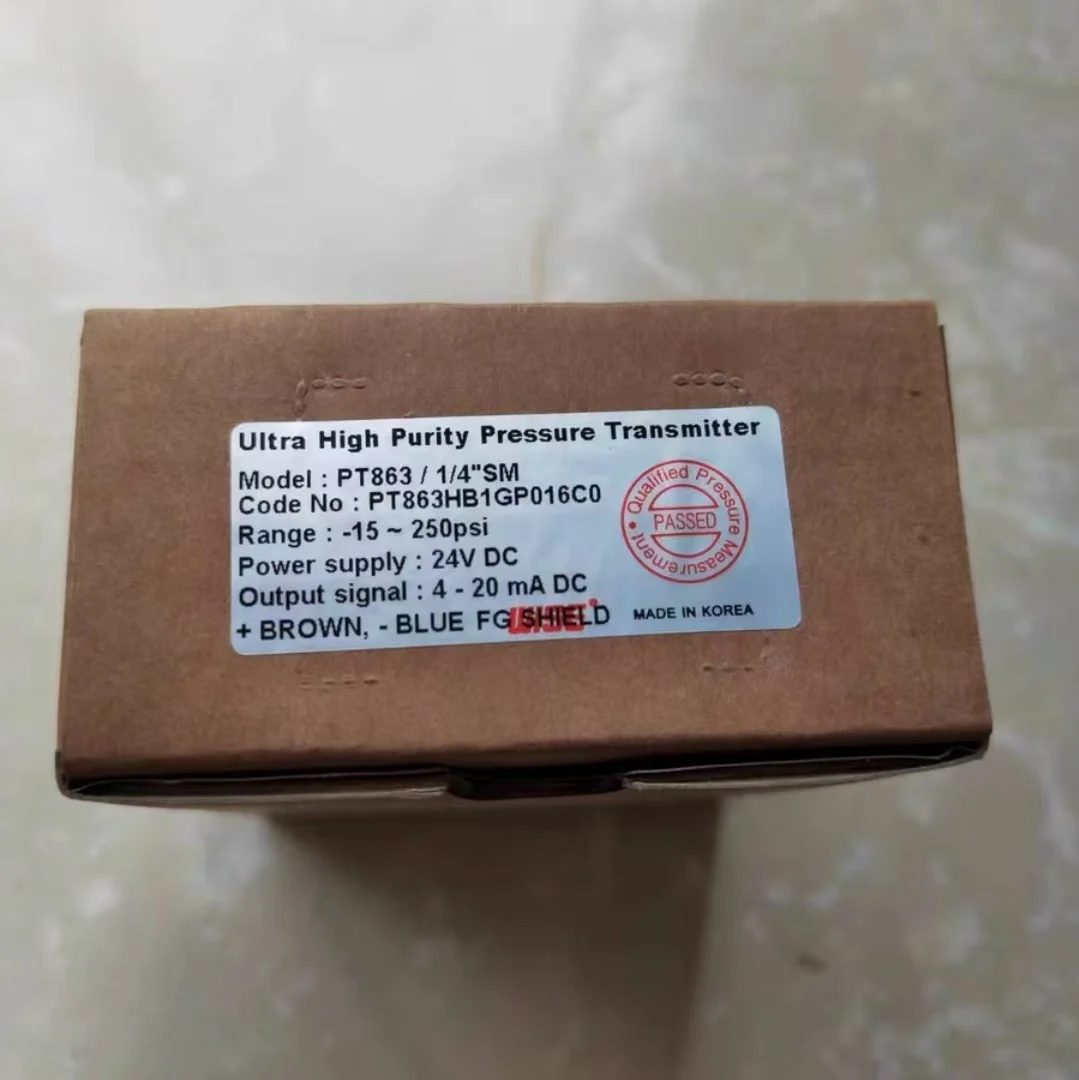 Ultra High Purity Pressure Transmitter
Model : PT863 / 1/4"SM
Code No : PT863HB1GP016C0
Range : -15 ~ 250psi
Power supply : 24V DC
Output signal : 4 - 20 mA DC
+ BROWN, - BLUE FG SHIELD
Qualified Pressure Measurement
PASSED
MADE IN KOREA